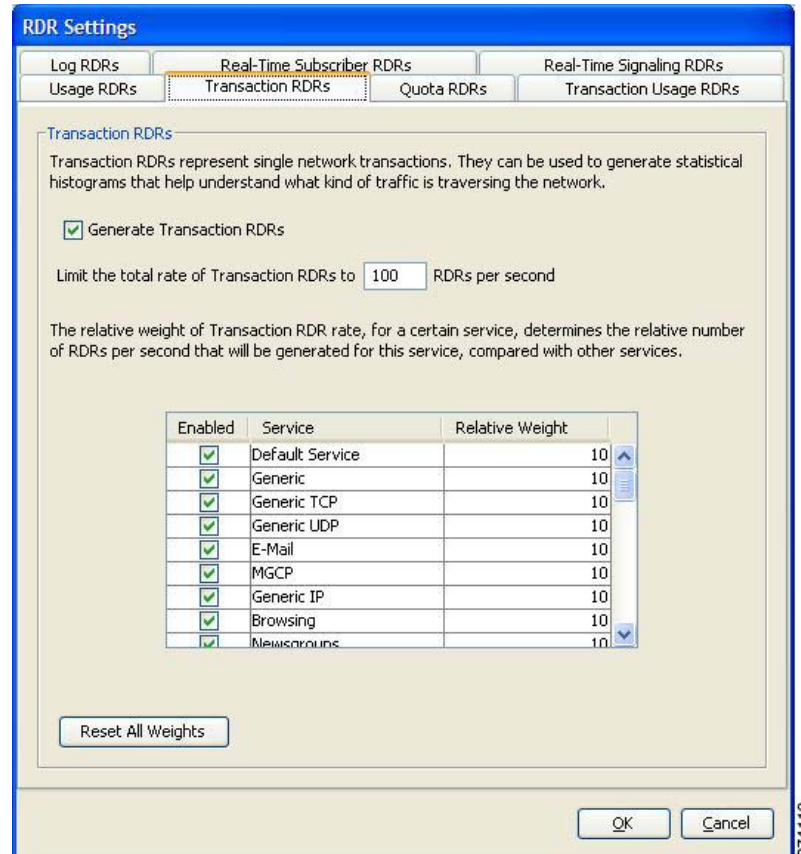 RDR Settings
Log RDRs
Real-Time Subscriber RDRs
Real-Time Signaling RDRs
Usage RDRs
Transaction RDRs
Quota RDRs
Transaction Usage RDRs
Transaction RDRs
Transaction RDRs represent single network transactions. They can be used to generate statistical
histograms that help understand what kind of traffic is traversing the network.
Generate Transaction RDRs
Limit the total rate of Transaction RDRs to 100 RDRs per second
The relative weight of Transaction RDR rate, for a certain service, determines the relative number
of RDRs per second that will be generated for this service, compared with other services.
Enabled Service Relative Weight
Default Service 10
Generic 10
Generic TCP 10
Generic UDP 10
E-Mail 10
MGCP 10
Generic IP 10
Browsing 10
Newsgroups 10
Reset All Weights
OK
Cancel